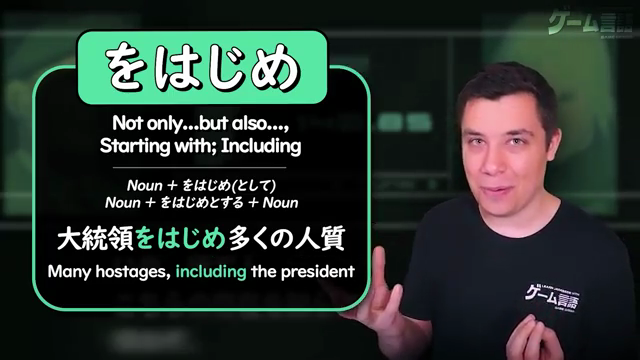 ゲーム言語
をはじめ
Not only...but also...,
Starting with; Including
Noun + をはじめ(として)
Noun + をはじめとする + Noun
大統領をはじめ多くの人質
Many hostages, including the president
ゲーム言語